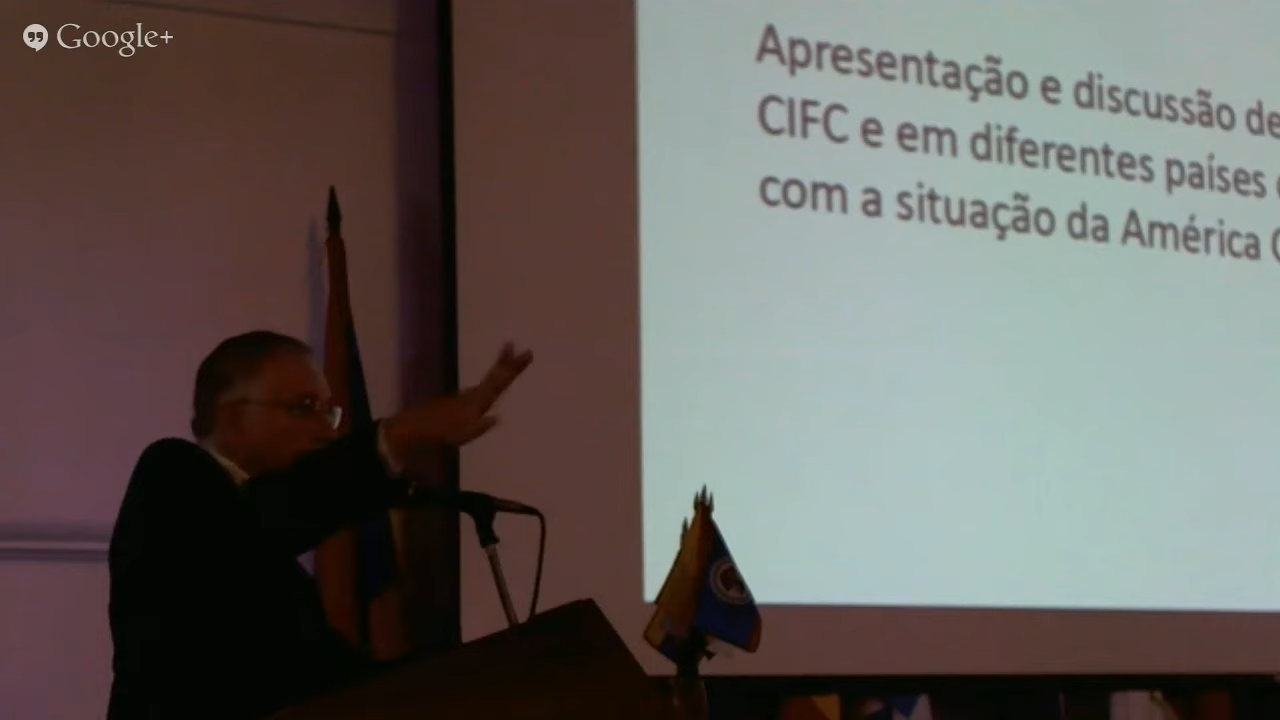 Google+
Apresentação e discussão de
CIFC e em diferentes países
com a situação da América